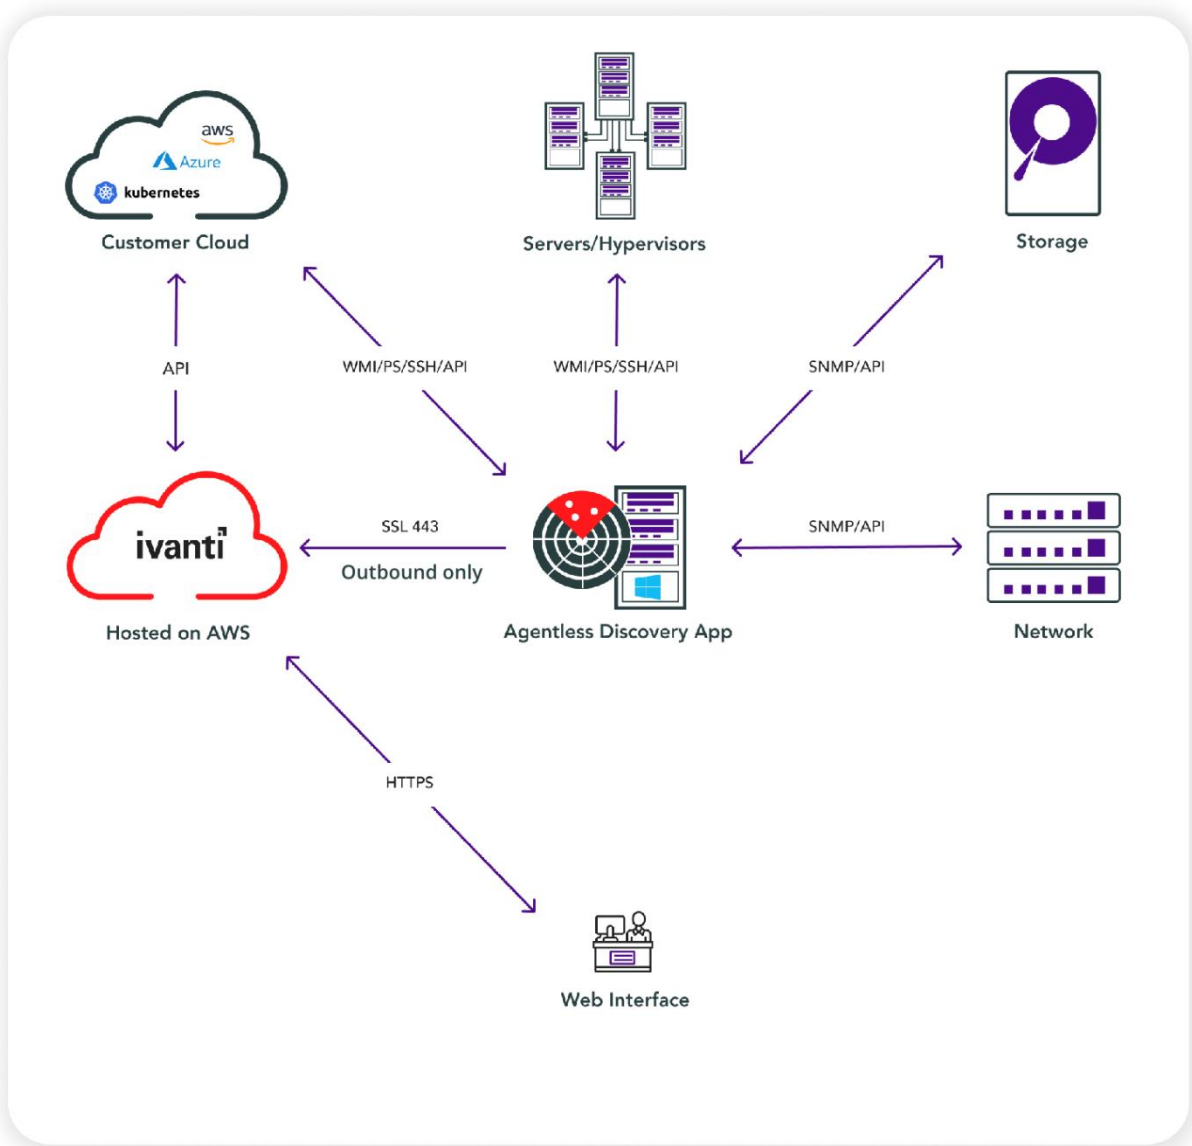 aws
Azure
kubernetes
Customer Cloud
Servers/Hypervisors
Storage
API
WMI/PS/SSH/API
WMI/PS/SSH/API
SNMP/API
ivanti
SSL 443
Outbound only
SNMP/API
Hosted on AWS
Agentless Discovery App
Network
HTTPS
Web Interface